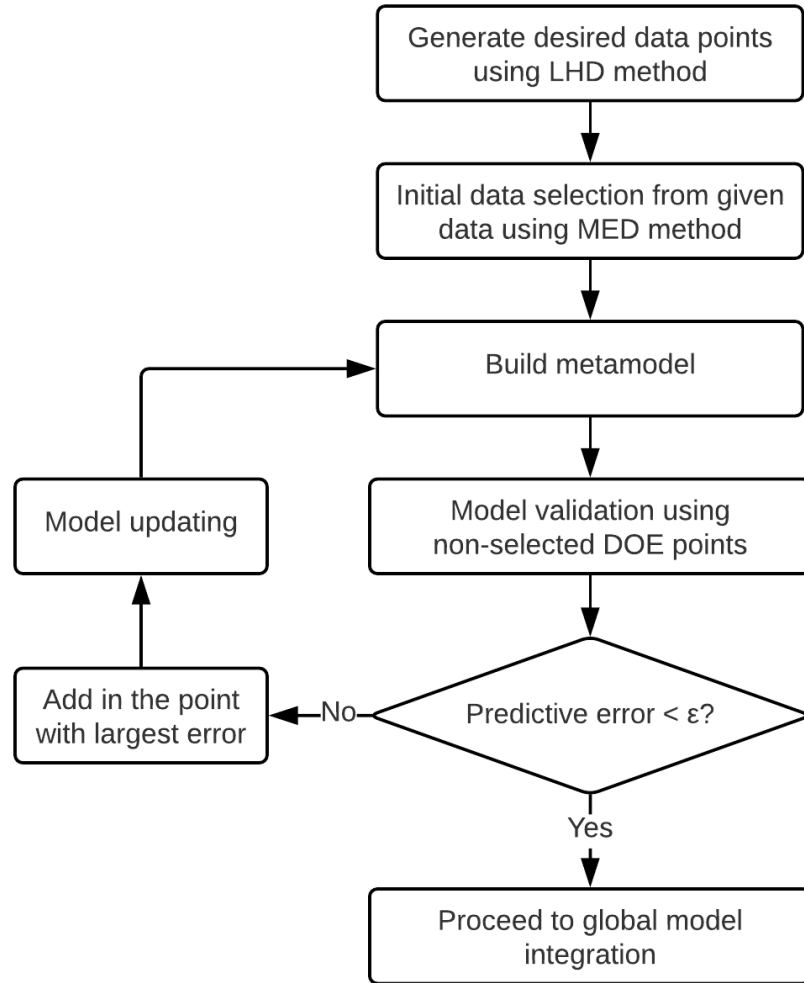 Generate desired data points
using LHD method
Initial data selection from given
data using MED method
Build metamodel
Model updating
Model validation using
non-selected DOE points
Add in the point
with largest error
No
Predictive error < ε?
Yes
Proceed to global model
integration